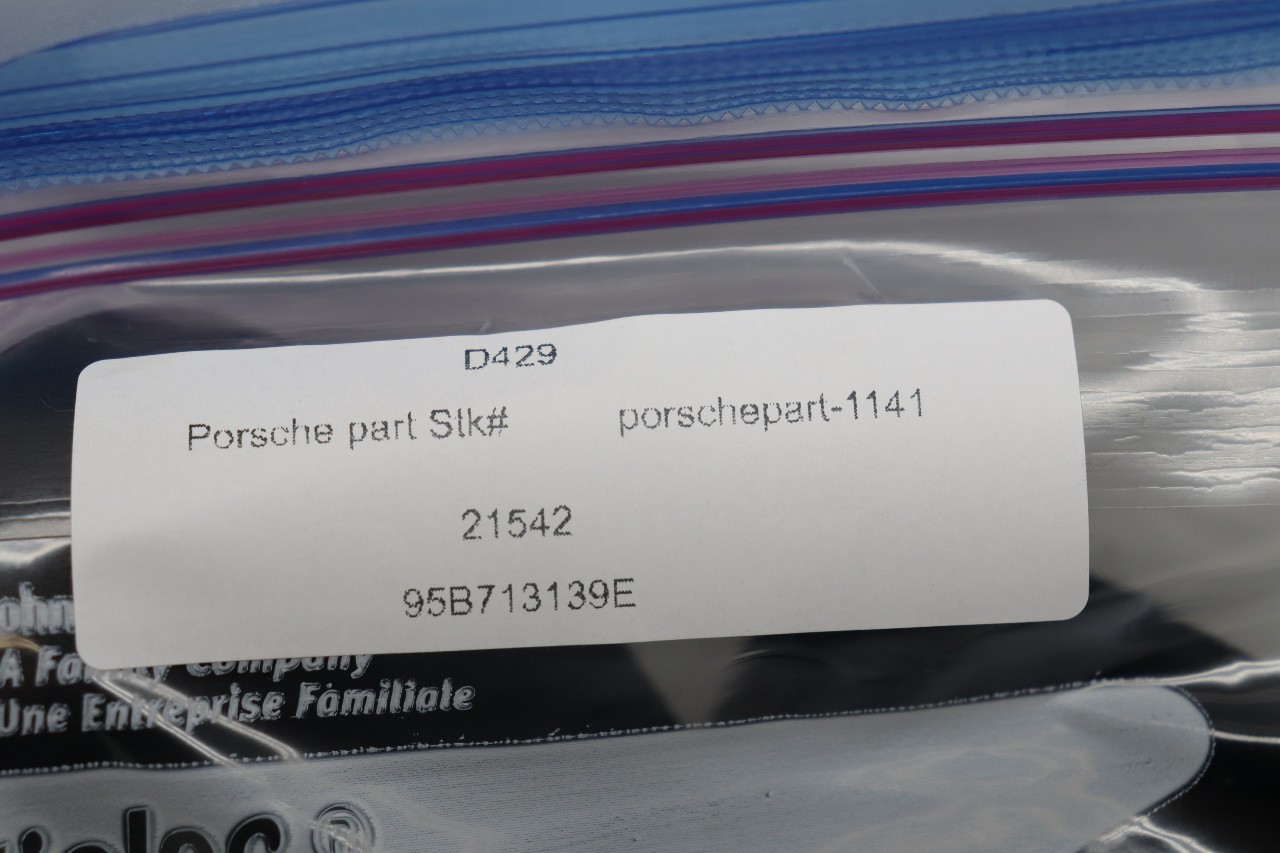 D429
Porsche part Stk# porschepart-1141
21542
95B713139E
A Family Company
Une Entreprise Familiale